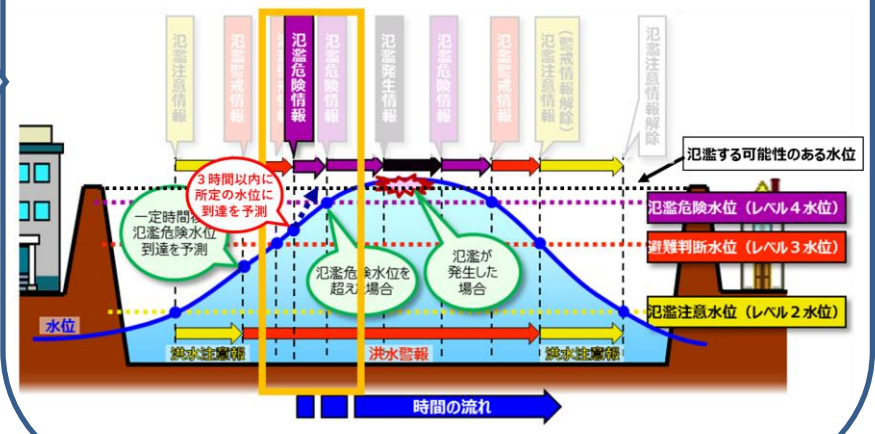 氾濫注意情報
氾濫警戒情報
氾濫危険情報
氾濫危険情報
氾濫発生情報
氾濫危険情報
氾濫警戒情報
氾濫注意情報
(警戒情報解除)
氾濫注意情報解除
氾濫する可能性のある水位
3時間以内に
所定の水位に
到達を予測
氾濫危険水位（レベル４水位）
一定時間後
氾濫危険水位
到達を予測
避難判断水位（レベル３水位）
氾濫危険水位を
超えた場合
氾濫が
発生した
場合
氾濫注意水位（レベル２水位）
水位
洪水注意報
洪水警報
洪水注意報
時間の流れ